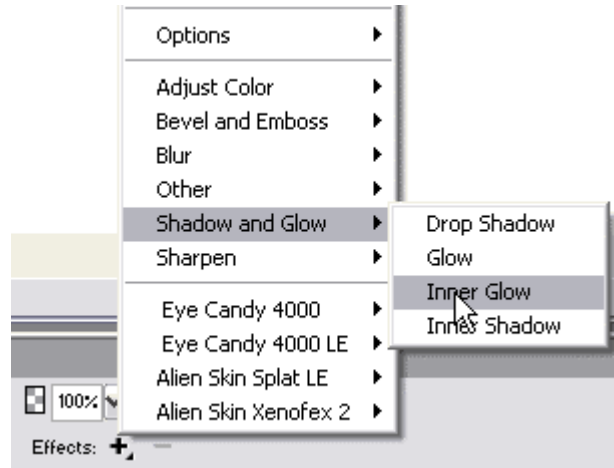 Options
Adjust Color
Bevel and Emboss
Blur
Other
Shadow and Glow
Sharpen
Eye Candy 4000
Eye Candy 4000 LE
Alien Skin Splat LE
Alien Skin Xenofex 2
Drop Shadow
Glow
Inner Glow
Inner Shadow
100%
Effects: